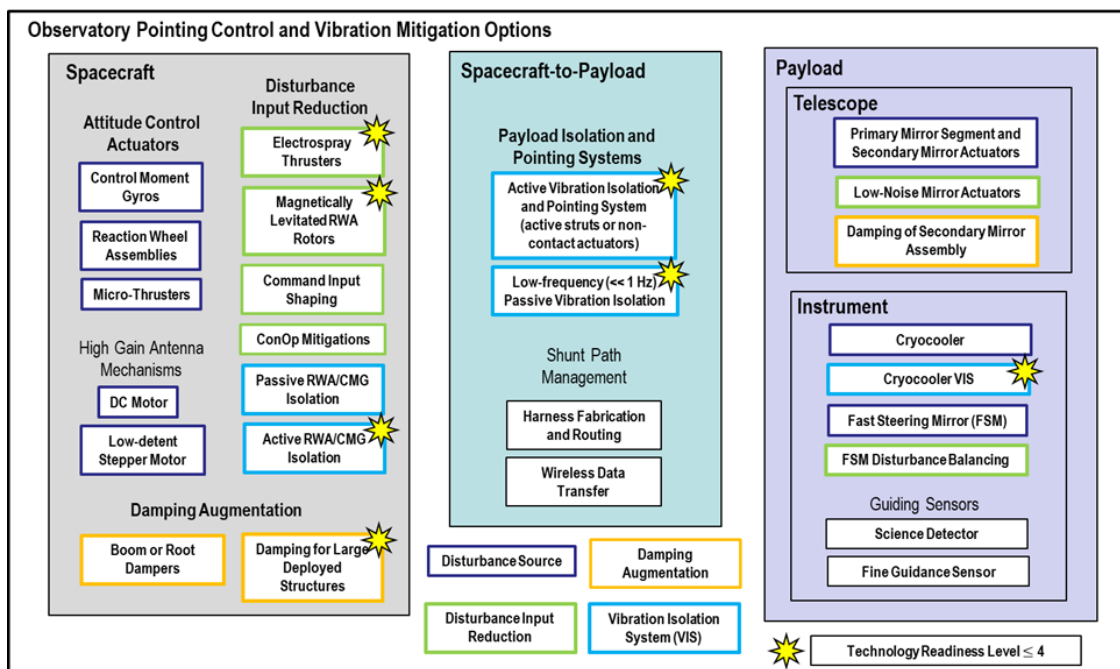 Observatory Pointing Control and Vibration Mitigation Options
Spacecraft
Attitude Control
Actuators
Control Moment
Gyros
Reaction Wheel
Assemblies
Micro-Thrusters
High Gain Antenna
Mechanisms
DC Motor
Low-detent
Stepper Motor
Disturbance
Input Reduction
Electrospray
Thrusters
Magnetically
Levitated RWA
Rotors
Command Input
Shaping
ConOp Mitigations
Passive RWA/CMG
Isolation
Active RWA/CMG
Isolation
Damping Augmentation
Boom or Root
Dampers
Damping for Large
Deployed
Structures
Spacecraft-to-Payload
Payload Isolation and
Pointing Systems
Active Vibration Isolation
and Pointing System
(active struts or non-
contact actuators)
Low-frequency (<< 1 Hz)
Passive Vibration Isolation
Shunt Path
Management
Harness Fabrication
and Routing
Wireless Data
Transfer
Payload
Telescope
Primary Mirror Segment and
Secondary Mirror Actuators
Low-Noise Mirror Actuators
Damping of Secondary Mirror
Assembly
Instrument
Cryocooler
Cryocooler VIS
Fast Steering Mirror (FSM)
FSM Disturbance Balancing
Guiding Sensors
Science Detector
Fine Guidance Sensor
Disturbance Source
Damping
Augmentation
Disturbance Input
Reduction
Vibration Isolation
System (VIS)
Technology Readiness Level ≤ 4